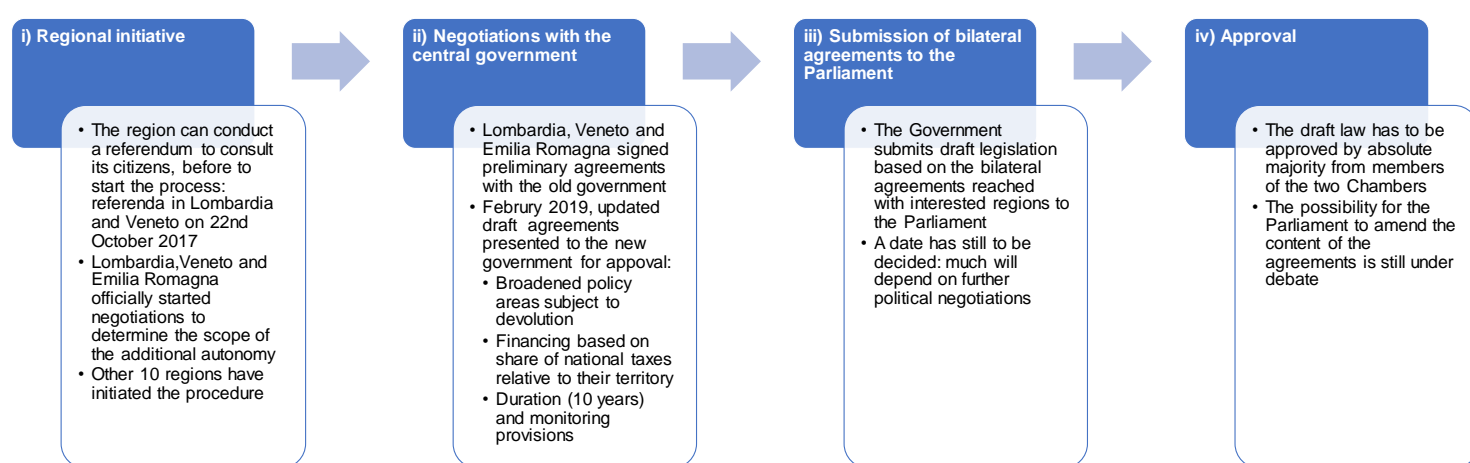 i) Regional initiative
• The region can conduct
a referendum to consult
its citizens, before to
start the process:
referenda in Lombardia
and Veneto on 22nd
October 2017
• Lombardia,Veneto and
Emilia Romagna
officially started
negotiations to
determine the scope of
the additional autonomy
• Other 10 regions have
initiated the procedure
ii) Negotiations with the
central government
• Lombardia, Veneto and
Emilia Romagna signed
preliminary agreements
with the old government
• Februry 2019, updated
draft agreements
presented to the new
government for appoval:
• Broadened policy
areas subject to
devolution
• Financing based on
share of national taxes
relative to their territory
• Duration (10 years)
and monitoring
provisions
iii) Submission of bilateral
agreements to the
Parliament
• The Government
submits draft legislation
based on the bilateral
agreements reached
with interested regions to
the Parliament
• A date has still to be
decided: much will
depend on further
political negotiations
iv) Approval
• The draft law has to be
approved by absolute
majority from members
of the two Chambers
• The possibility for the
Parliament to amend the
content of the
agreements is still under
debate